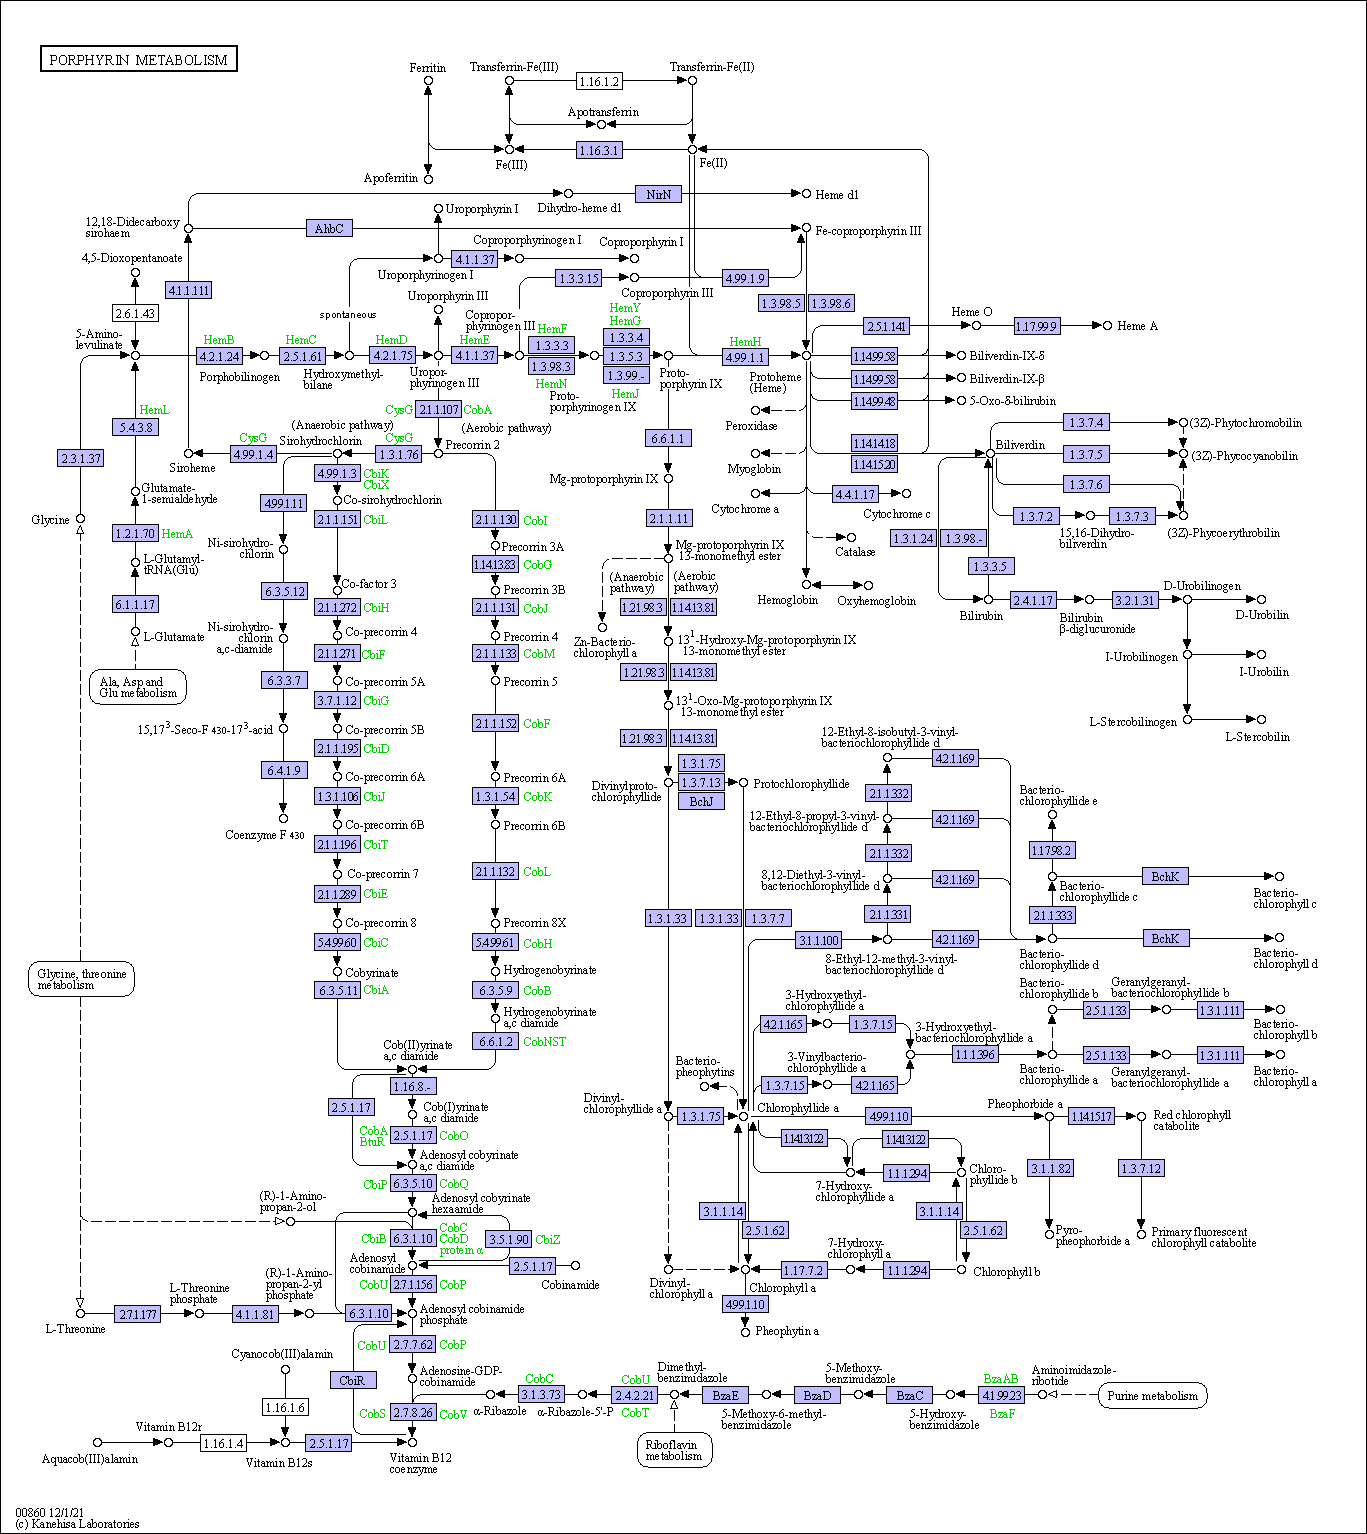 PORPHYRIN METABOLISM
Ferritin
Transferrin-Fe(III)
1.16.1.2
Transferrin-Fe(II)
Apotransferrin
Fe(III)
1.16.3.1
Fe(II)
Apoferritin
Dihydro-heme d1
NirN
Heme d1
12,18-Didecarboxy
sirohaem
AhbC
Uroporphyrin I
Fe-coproporphyrin III
4,5-Dioxopentanoate
4.1.1.111
Uroporphyrinogen I
4.1.1.37
Coproporphyrinogen I
Coproporphyrin I
1.3.3.15
Coproporphyrin III
4.99.1.9
2.6.1.43
spontaneous
Uroporphyrin III
Copropor-
phyrinogen III
HemY
HemG
1.3.98.5
1.3.98.6
Heme O
2.5.1.141
1.17.99.9
Heme A
5-Amino-
levulinate
HemB
4.2.1.24
HemC
2.5.1.61
HemD
4.2.1.75
HemE
4.1.1.37
HemF
1.3.3.3
1.3.98.3
HemN
1.3.3.4
1.3.5.3
1.3.99.-
HemJ
HemH
4.99.1.1
Porphobilinogen
Hydroxymethyl-
bilane
Uropor-
phyrinogen III
Proto-
porphyrinogen IX
Proto-
porphyrin IX
Protoheme
(Heme)
1.14.99.58
Biliverdin-IX-δ
1.14.99.58
Biliverdin-IX-β
1.14.99.48
5-Oxo-δ-bilirubin
Peroxidase
Myoglobin
Cytochrome a
1.14.14.18
1.14.15.20
4.4.1.17
Cytochrome c
Catalase
Hemoglobin
Oxyhemoglobin
Biliverdin
1.3.7.4
(3Z)-Phytochromobilin
1.3.7.5
(3Z)-Phycocyanobilin
1.3.7.6
1.3.7.2
15,16-Dihydro-
biliverdin
1.3.7.3
(3Z)-Phycoerythrobilin
1.3.1.24
1.3.98.-
1.3.3.5
Bilirubin
2.4.1.17
Bilirubin
β-diglucuronide
3.2.1.31
D-Urobilinogen
D-Urobilin
I-Urobilinogen
I-Urobilin
L-Stercobilinogen
L-Stercobilin
HemL
5.4.3.8
2.3.1.37
Glycine
Glutamate-
1-semialdehyde
1.2.1.70
HemA
L-Glutamyl-
tRNA(Glu)
6.1.1.17
L-Glutamate
Ala, Asp and
Glu metabolism
CysG
2.1.1.107
CobA
(Anaerobic pathway)
(Aerobic pathway)
Siroheme
CysG
4.99.1.4
Sirohydrochlorin
CysG
1.3.1.76
Precorrin 2
4.99.1.3
CbiK
CbiX
4.99.1.11
Co-sirohydrochlorin
2.1.1.151
CbiL
Ni-sirohydro-
chlorin
6.3.5.12
Ni-sirohydro-
chlorin
a,c-diamide
6.3.3.7
15,17³-Seco-F 430-17³-acid
6.4.1.9
Coenzyme F 430
Co-factor 3
2.1.1.272
CbiH
Co-precorrin 4
2.1.1.271
CbiF
Co-precorrin 5A
3.7.1.12
CbiG
Co-precorrin 5B
2.1.1.195
CbiD
Co-precorrin 6A
1.3.1.106
CbiJ
Co-precorrin 6B
2.1.1.196
CbiT
Co-precorrin 7
2.1.1.289
CbiE
Co-precorrin 8
5.4.99.60
CbiC
Cobyrinate
6.3.5.11
CbiA
2.1.1.130
CobI
Precorrin 3A
1.14.13.83
CobG
Precorrin 3B
2.1.1.131
CobJ
Precorrin 4
2.1.1.133
CobM
Precorrin 5
2.1.1.152
CobF
Precorrin 6A
1.3.1.54
CobK
Precorrin 6B
2.1.1.132
CobL
Precorrin 8X
5.4.99.61
CobH
Hydrogenobyrinate
6.3.5.9
CobB
Hydrogenobyrinate
a,c diamide
6.6.1.2
CobNST
Cob(II)yrinate
a,c diamide
1.16.8.-
2.5.1.17
Cob(I)yrinate
a,c diamide
CobA
BtuR
2.5.1.17
CobO
Adenosyl cobyrinate
a,c diamide
CbiP
6.3.5.10
CobQ
Adenosyl cobyrinate
hexaamide
(R)-1-Amino-
propan-2-ol
CbiB
6.3.1.10
CobC
CobD
protein α
3.5.1.90
CbiZ
Adenosyl
cobinamide
2.5.1.17
Cobinamide
CobU
2.7.1.156
CobP
L-Threonine
2.7.1.177
L-Threonine
phosphate
4.1.1.81
(R)-1-Amino-
propan-2-yl
phosphate
6.3.1.10
Adenosyl cobinamide
phosphate
CobU
2.7.7.62
CobP
Cyanocob(III)alamin
CbiR
Adenosine-GDP-
cobinamide
1.16.1.6
CobS
2.7.8.26
CobV
Aquacob(III)alamin
Vitamin B12r
1.16.1.4
Vitamin B12s
2.5.1.17
Vitamin B12
coenzyme
α-Ribazole
CobC
3.1.3.73
α-Ribazole-5'-P
CobU
2.4.2.21
CobT
Dimethyl-
benzimidazole
BzaE
5-Methoxy-6-methyl-
benzimidazole
BzaD
5-Methoxy-
benzimidazole
BzaC
5-Hydroxy-
benzimidazole
BzaAB
4.1.99.23
BzaF
Aminoimidazole-
ribotide
Purine metabolism
Riboflavin
metabolism
Glycine, threonine
metabolism
6.6.1.1
Mg-protoporphyrin IX
2.1.1.11
Mg-protoporphyrin IX
13-monomethyl ester
(Anaerobic
pathway)
(Aerobic
pathway)
1.21.98.3
1.14.13.81
Zn-Bacterio-
chlorophyll a
13¹-Hydroxy-Mg-protoporphyrin IX
13-monomethyl ester
1.21.98.3
1.14.13.81
13¹-Oxo-Mg-protoporphyrin IX
13-monomethyl ester
1.21.98.3
1.14.13.81
Divinylproto-
chlorophyllide
1.3.1.75
1.3.7.13
BchJ
Protochlorophyllide
1.3.1.33
1.3.1.33
1.3.7.7
12-Ethyl-8-isobutyl-3-vinyl-
bacteriochlorophyllide d
4.2.1.169
2.1.1.332
12-Ethyl-8-propyl-3-vinyl-
bacteriochlorophyllide d
4.2.1.169
2.1.1.332
8,12-Diethyl-3-vinyl-
bacteriochlorophyllide d
4.2.1.169
2.1.1.331
3.1.1.100
8-Ethyl-12-methyl-3-vinyl-
bacteriochlorophyllide d
4.2.1.169
Bacterio-
chlorophyllide e
1.17.98.2
Bacterio-
chlorophyllide c
BchK
Bacterio-
chlorophyll c
2.1.1.333
Bacterio-
chlorophyllide d
BchK
Bacterio-
chlorophyll d
Bacterio-
chlorophyllide b
2.5.1.133
Geranylgeranyl-
bacteriochlorophyllide b
1.3.1.111
Bacterio-
chlorophyll b
3-Hydroxyethyl-
chlorophyllide a
4.2.1.165
1.3.7.15
3-Hydroxyethyl-
bacteriochlorophyllide a
1.1.1.396
Bacterio-
chlorophyllide a
2.5.1.133
Geranylgeranyl-
bacteriochlorophyllide a
1.3.1.111
Bacterio-
chlorophyll a
3-Vinylbacterio-
chlorophyllide a
1.3.7.15
4.2.1.165
Bacterio-
pheophytins
Divinyl-
chlorophyllide a
1.3.1.75
Chlorophyllide a
4.99.1.10
Pheophorbide a
1.14.15.17
Red chlorophyll
catabolite
1.14.13.122
1.14.13.122
7-Hydroxy-
chlorophyllide a
1.1.1.294
Chloro-
phyllide b
3.1.1.82
1.3.7.12
Pyro-
pheophorbide a
Primary fluorescent
chlorophyll catabolite
3.1.1.14
2.5.1.62
3.1.1.14
2.5.1.62
Divinyl-
chlorophyll a
Chlorophyll a
1.17.7.2
7-Hydroxy-
chlorophyll a
1.1.1.294
Chlorophyll b
4.99.1.10
Pheophytin a
00860 12/1/21
(c) Kanehisa Laboratories